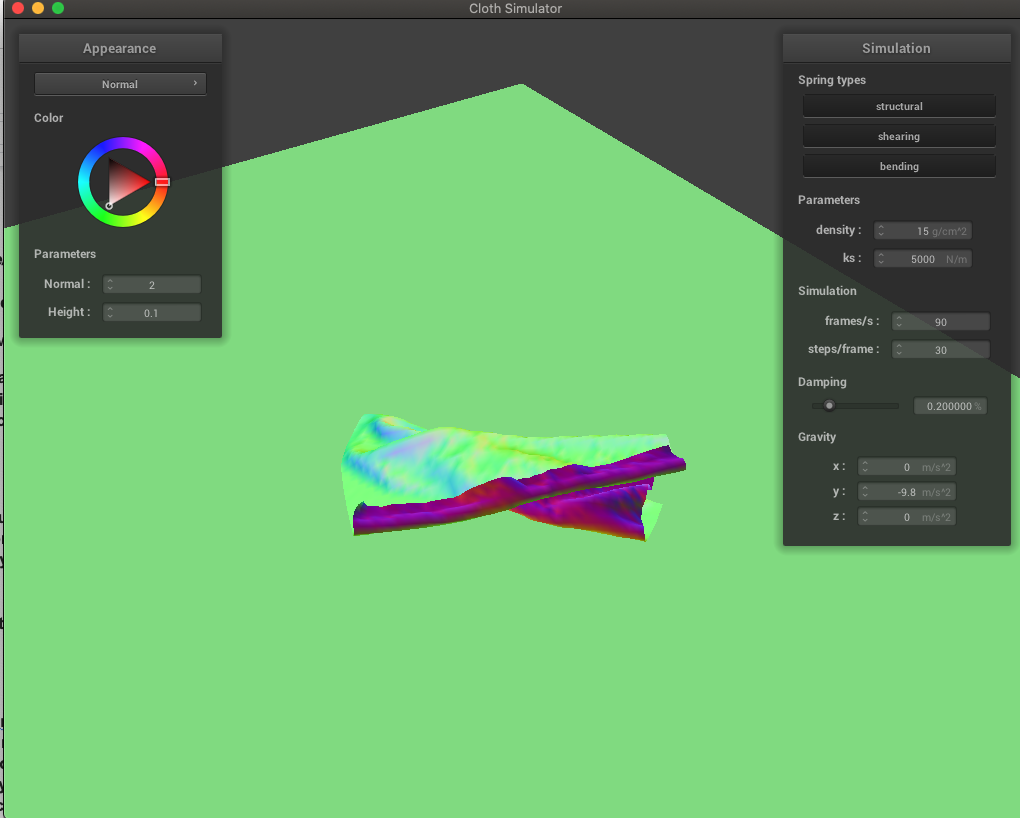 Cloth Simulator
Appearance
Normal
Color
Parameters
Normal : 2
Height : 0.1
Simulation
Spring types
structural
shearing
bending
Parameters
density : 15 g/cm^2
ks : 5000 N/m
Simulation
frames/s : 90
steps/frame : 30
Damping
0.200000 %
Gravity
x : 0 m/s^2
y : -9.8 m/s^2
z : 0 m/s^2